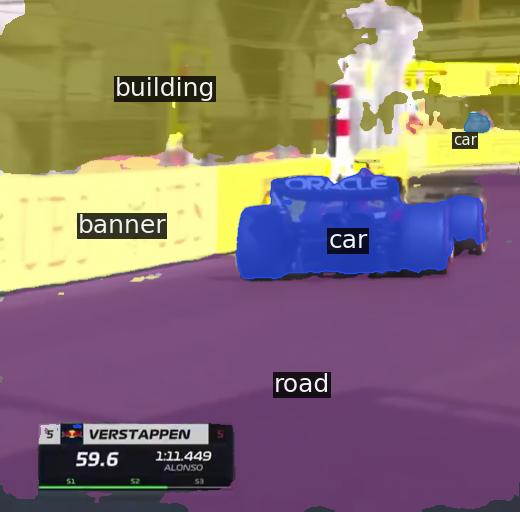 building
car
banner
ORACLE
car
road
5 VERSTAPPEN 5
59.6 1:11.449
ALONSO
S1 S2 S3